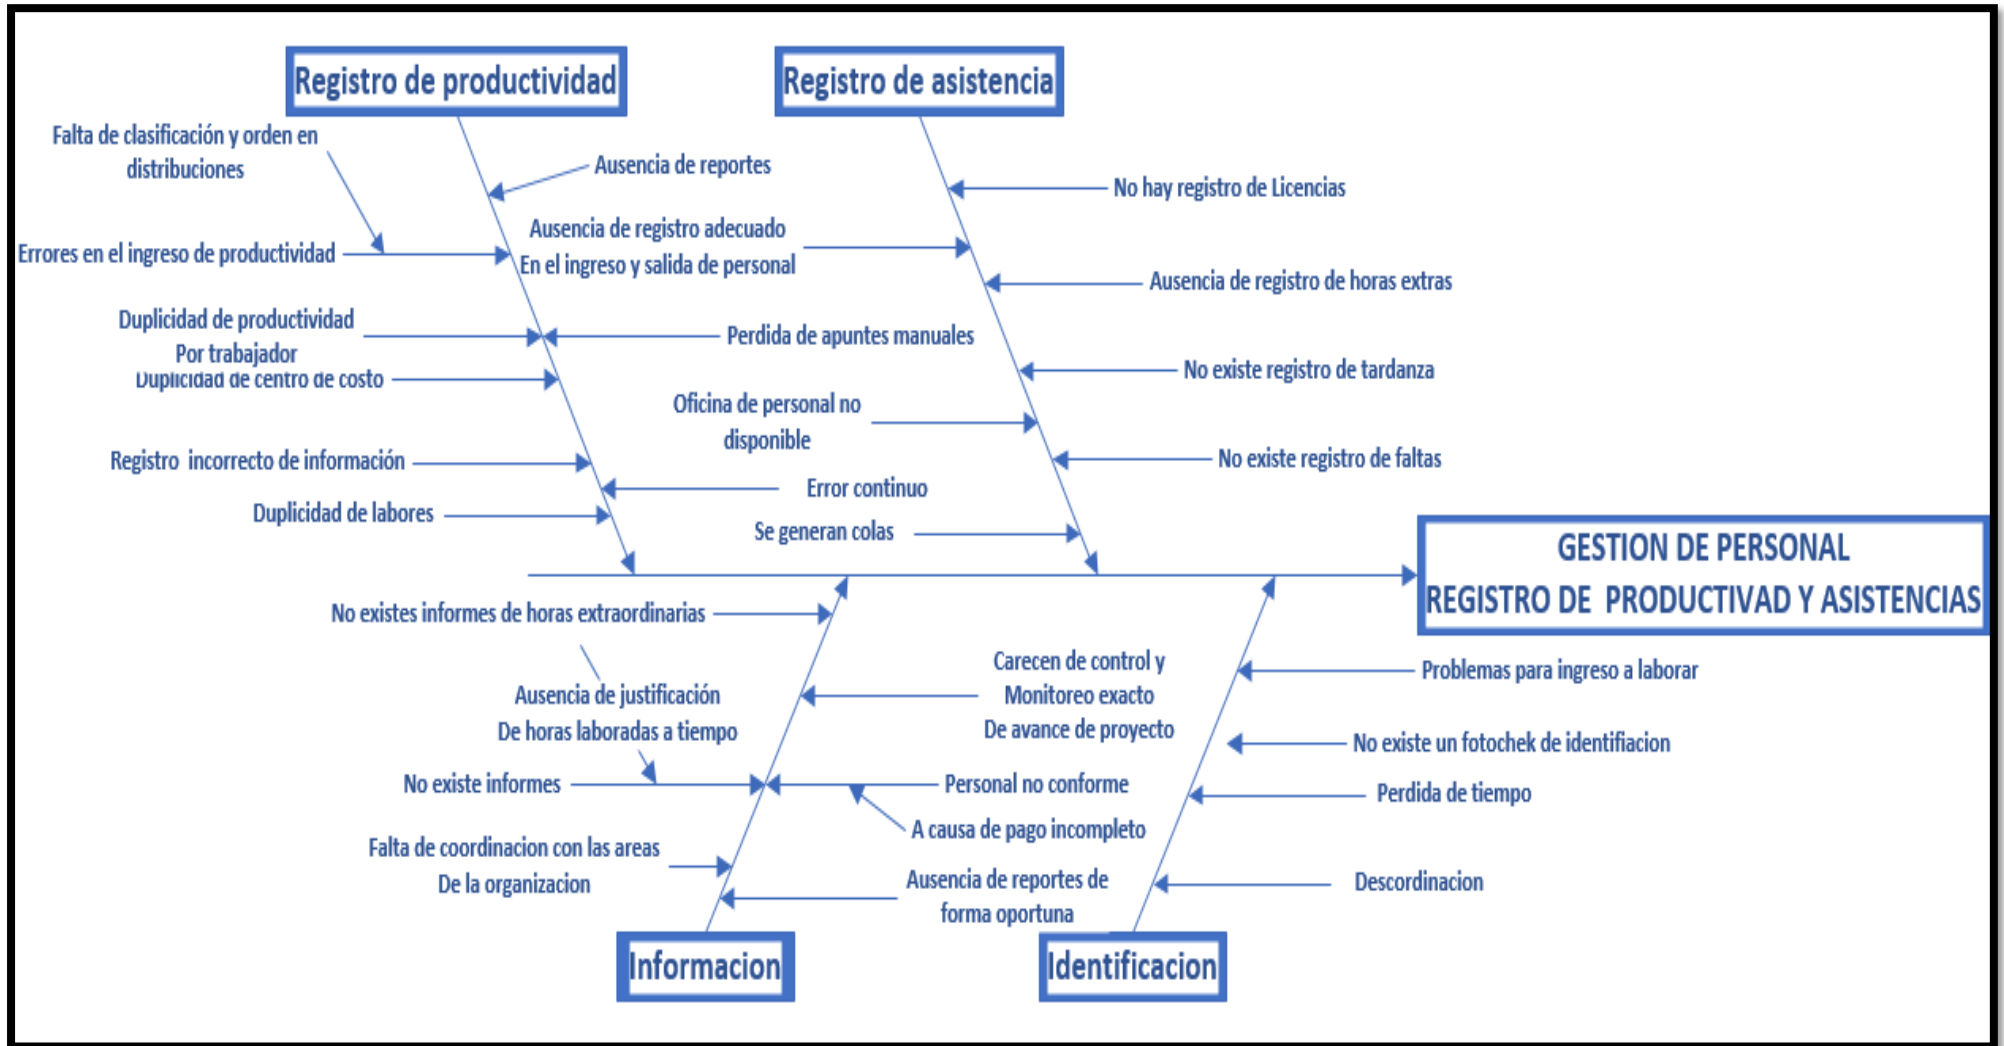 Registro de productividad
Registro de asistencia
Falta de clasificación y orden en
distribuciones
Ausencia de reportes
No hay registro de Licencias
Ausencia de registro adecuado
En el ingreso y salida de personal
Errores en el ingreso de productividad
Ausencia de registro de horas extras
Duplicidad de productividad
Por trabajador
Perdida de apuntes manuales
Duplicidad de centro de costo
No existe registro de tardanza
Oficina de personal no
disponible
Registro  incorrecto de información
No existe registro de faltas
Error continuo
Duplicidad de labores
Se generan colas
GESTION DE PERSONAL
REGISTRO DE  PRODUCTIVAD Y ASISTENCIAS
No existes informes de horas extraordinarias
Carecen de control y
Monitoreo exacto
De avance de proyecto
Problemas para ingreso a laborar
Ausencia de justificación
De horas laboradas a tiempo
No existe un fotochek de identifiacion
No existe informes
Personal no conforme
Perdida de tiempo
A causa de pago incompleto
Falta de coordinacion con las areas
De la organizacion
Ausencia de reportes de
forma oportuna
Descordinacion
Informacion
Identificacion